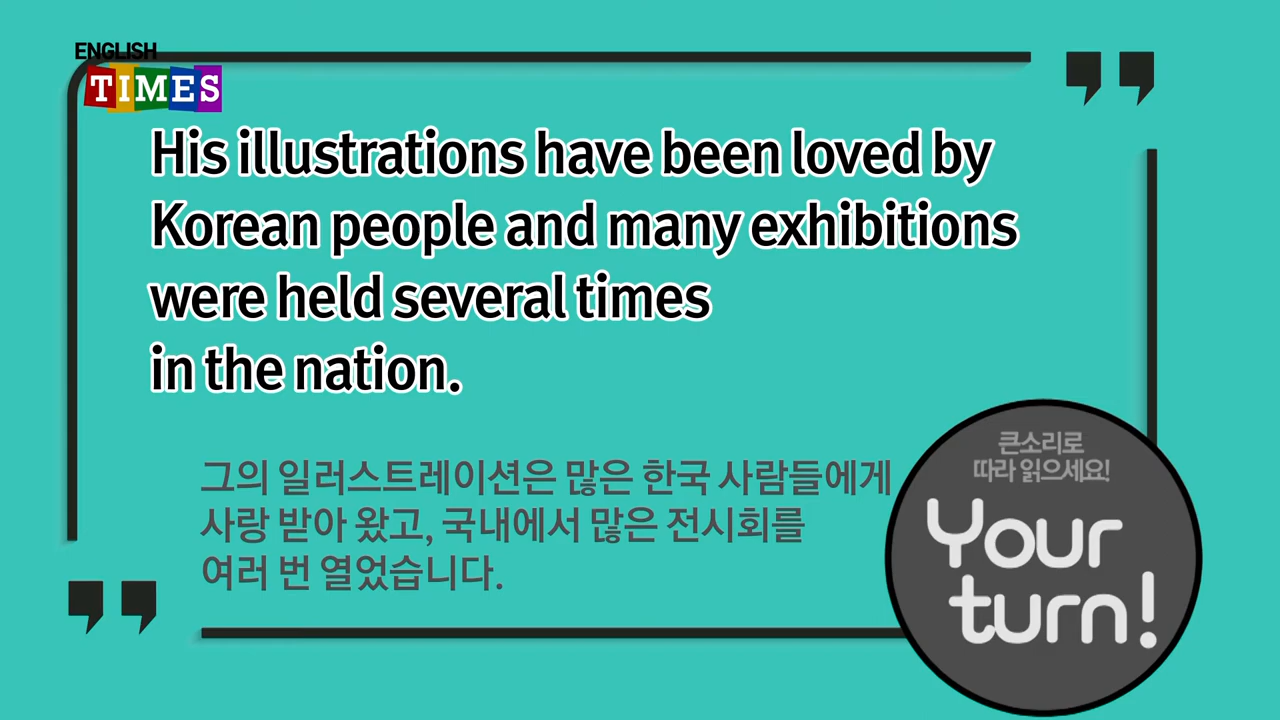 ENGLISH
TIMES
His illustrations have been loved by
Korean people and many exhibitions
were held several times
in the nation.
그의 일러스트레이션은 많은 한국 사람들에게
사랑 받아 왔고, 국내에서 많은 전시회를
여러 번 열었습니다.
큰소리로
따라 읽으세요!
Your
turn!